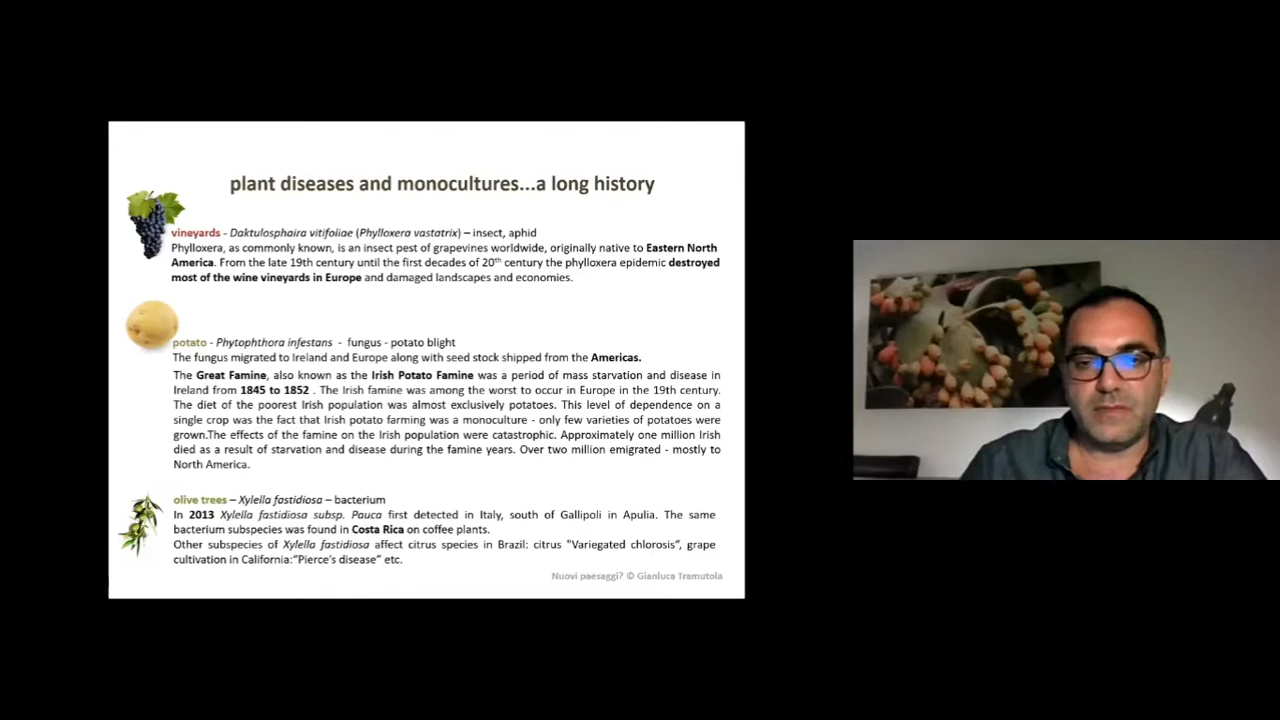 plant diseases and monocultures...a long history
vineyards - Daktulosphaira vitifoliae (Phylloxera vastatrix) – insect, aphid
Phylloxera, as commonly known, is an insect pest of grapevines worldwide, originally native to Eastern North
America. From the late 19th century until the first decades of 20th century the phylloxera epidemic destroyed
most of the wine vineyards in Europe and damaged landscapes and economies.
potato - Phytophthora infestans - fungus - potato blight
The fungus migrated to Ireland and Europe along with seed stock shipped from the Americas.
The Great Famine, also known as the Irish Potato Famine was a period of mass starvation and disease in
Ireland from 1845 to 1852 . The Irish famine was among the worst to occur in Europe in the 19th century.
The diet of the poorest Irish population was almost exclusively potatoes. This level of dependence on a
single crop was the fact that Irish potato farming was a monoculture - only few varieties of potatoes were
grown.The effects of the famine on the Irish population were catastrophic. Approximately one million Irish
died as a result of starvation and disease during the famine years. Over two million emigrated - mostly to
North America.
olive trees – Xylella fastidiosa – bacterium
In 2013 Xylella fastidiosa subsp. Pauca first detected in Italy, south of Gallipoli in Apulia. The same
bacterium subspecies was found in Costa Rica on coffee plants.
Other subspecies of Xylella fastidiosa affect citrus species in Brazil: citrus "Variegated chlorosis“, grape
cultivation in California:“Pierce's disease” etc.
Nuovi paesaggi? © Gianluca Tramutola